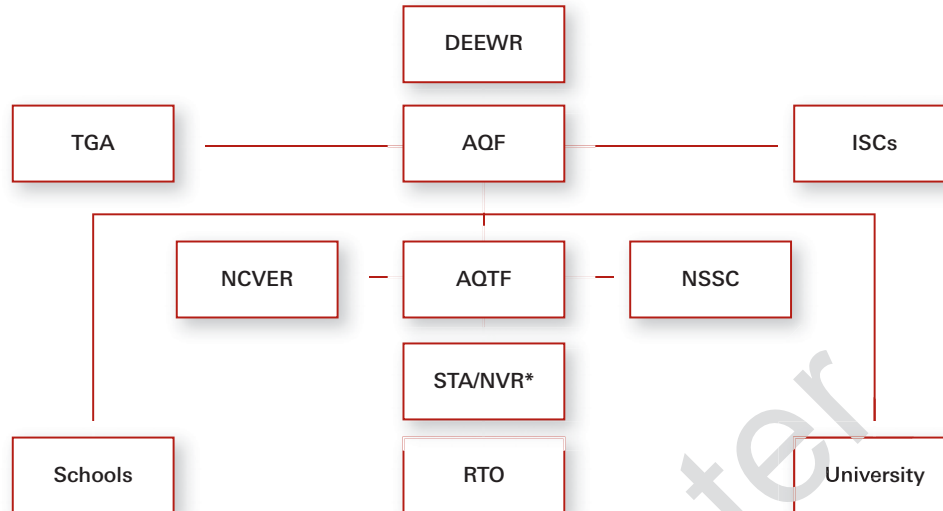 DEEWR
TGA
AQF
ISCs
NCVER
AQTF
NSSC
STA/NVR*
Schools
RTO
University